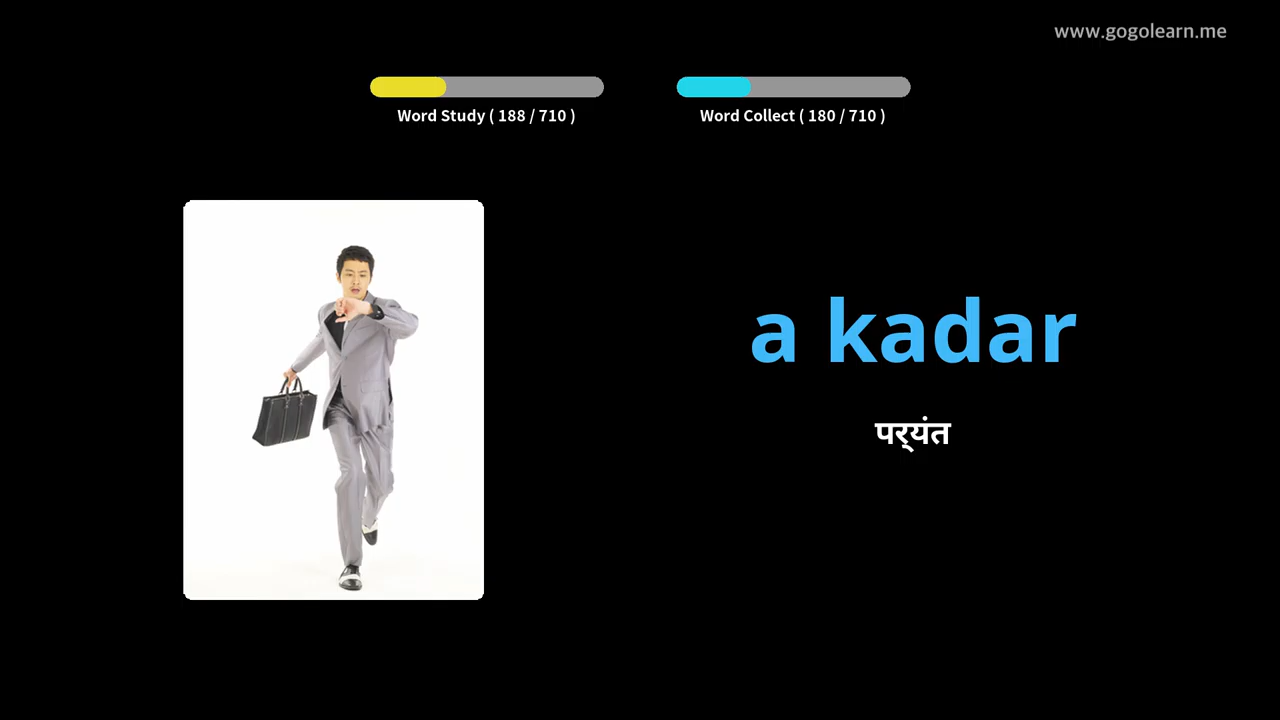 www.gogolearn.me
Word Study ( 188 / 710 )
Word Collect ( 180 / 710 )
a kadar
पर्‍यंत